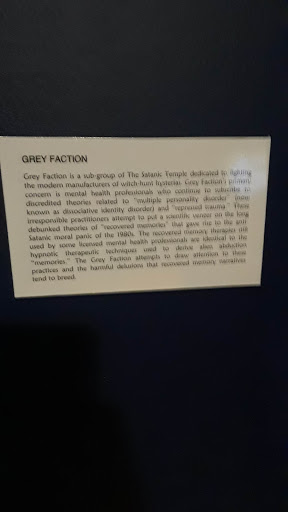 GREY FACTION
Grey Faction is a sub-group of The Satanic Temple dedicated to fighting
the modern manufacturers of witch-hunt hysteria. Grey Faction's primary
concern is mental health professionals who continue to subscribe to
discredited theories related to "multiple personality disorder" (now
known as dissociative identity disorder) and "repressed trauma". These
irresponsible practitioners attempt to put a scientific veneer on the long
debunked theories of "recovered memories" that gave rise to the anti-
Satanic moral panic of the 1980s. The recovered memory therapies still
used by some licensed mental health professionals are identical to the
hypnotic therapeutic techniques used to derive alien abduction
"memories." The Grey Faction attempts to draw attention to these
practices and the harmful delusions that recovered memory narratives
tend to breed.